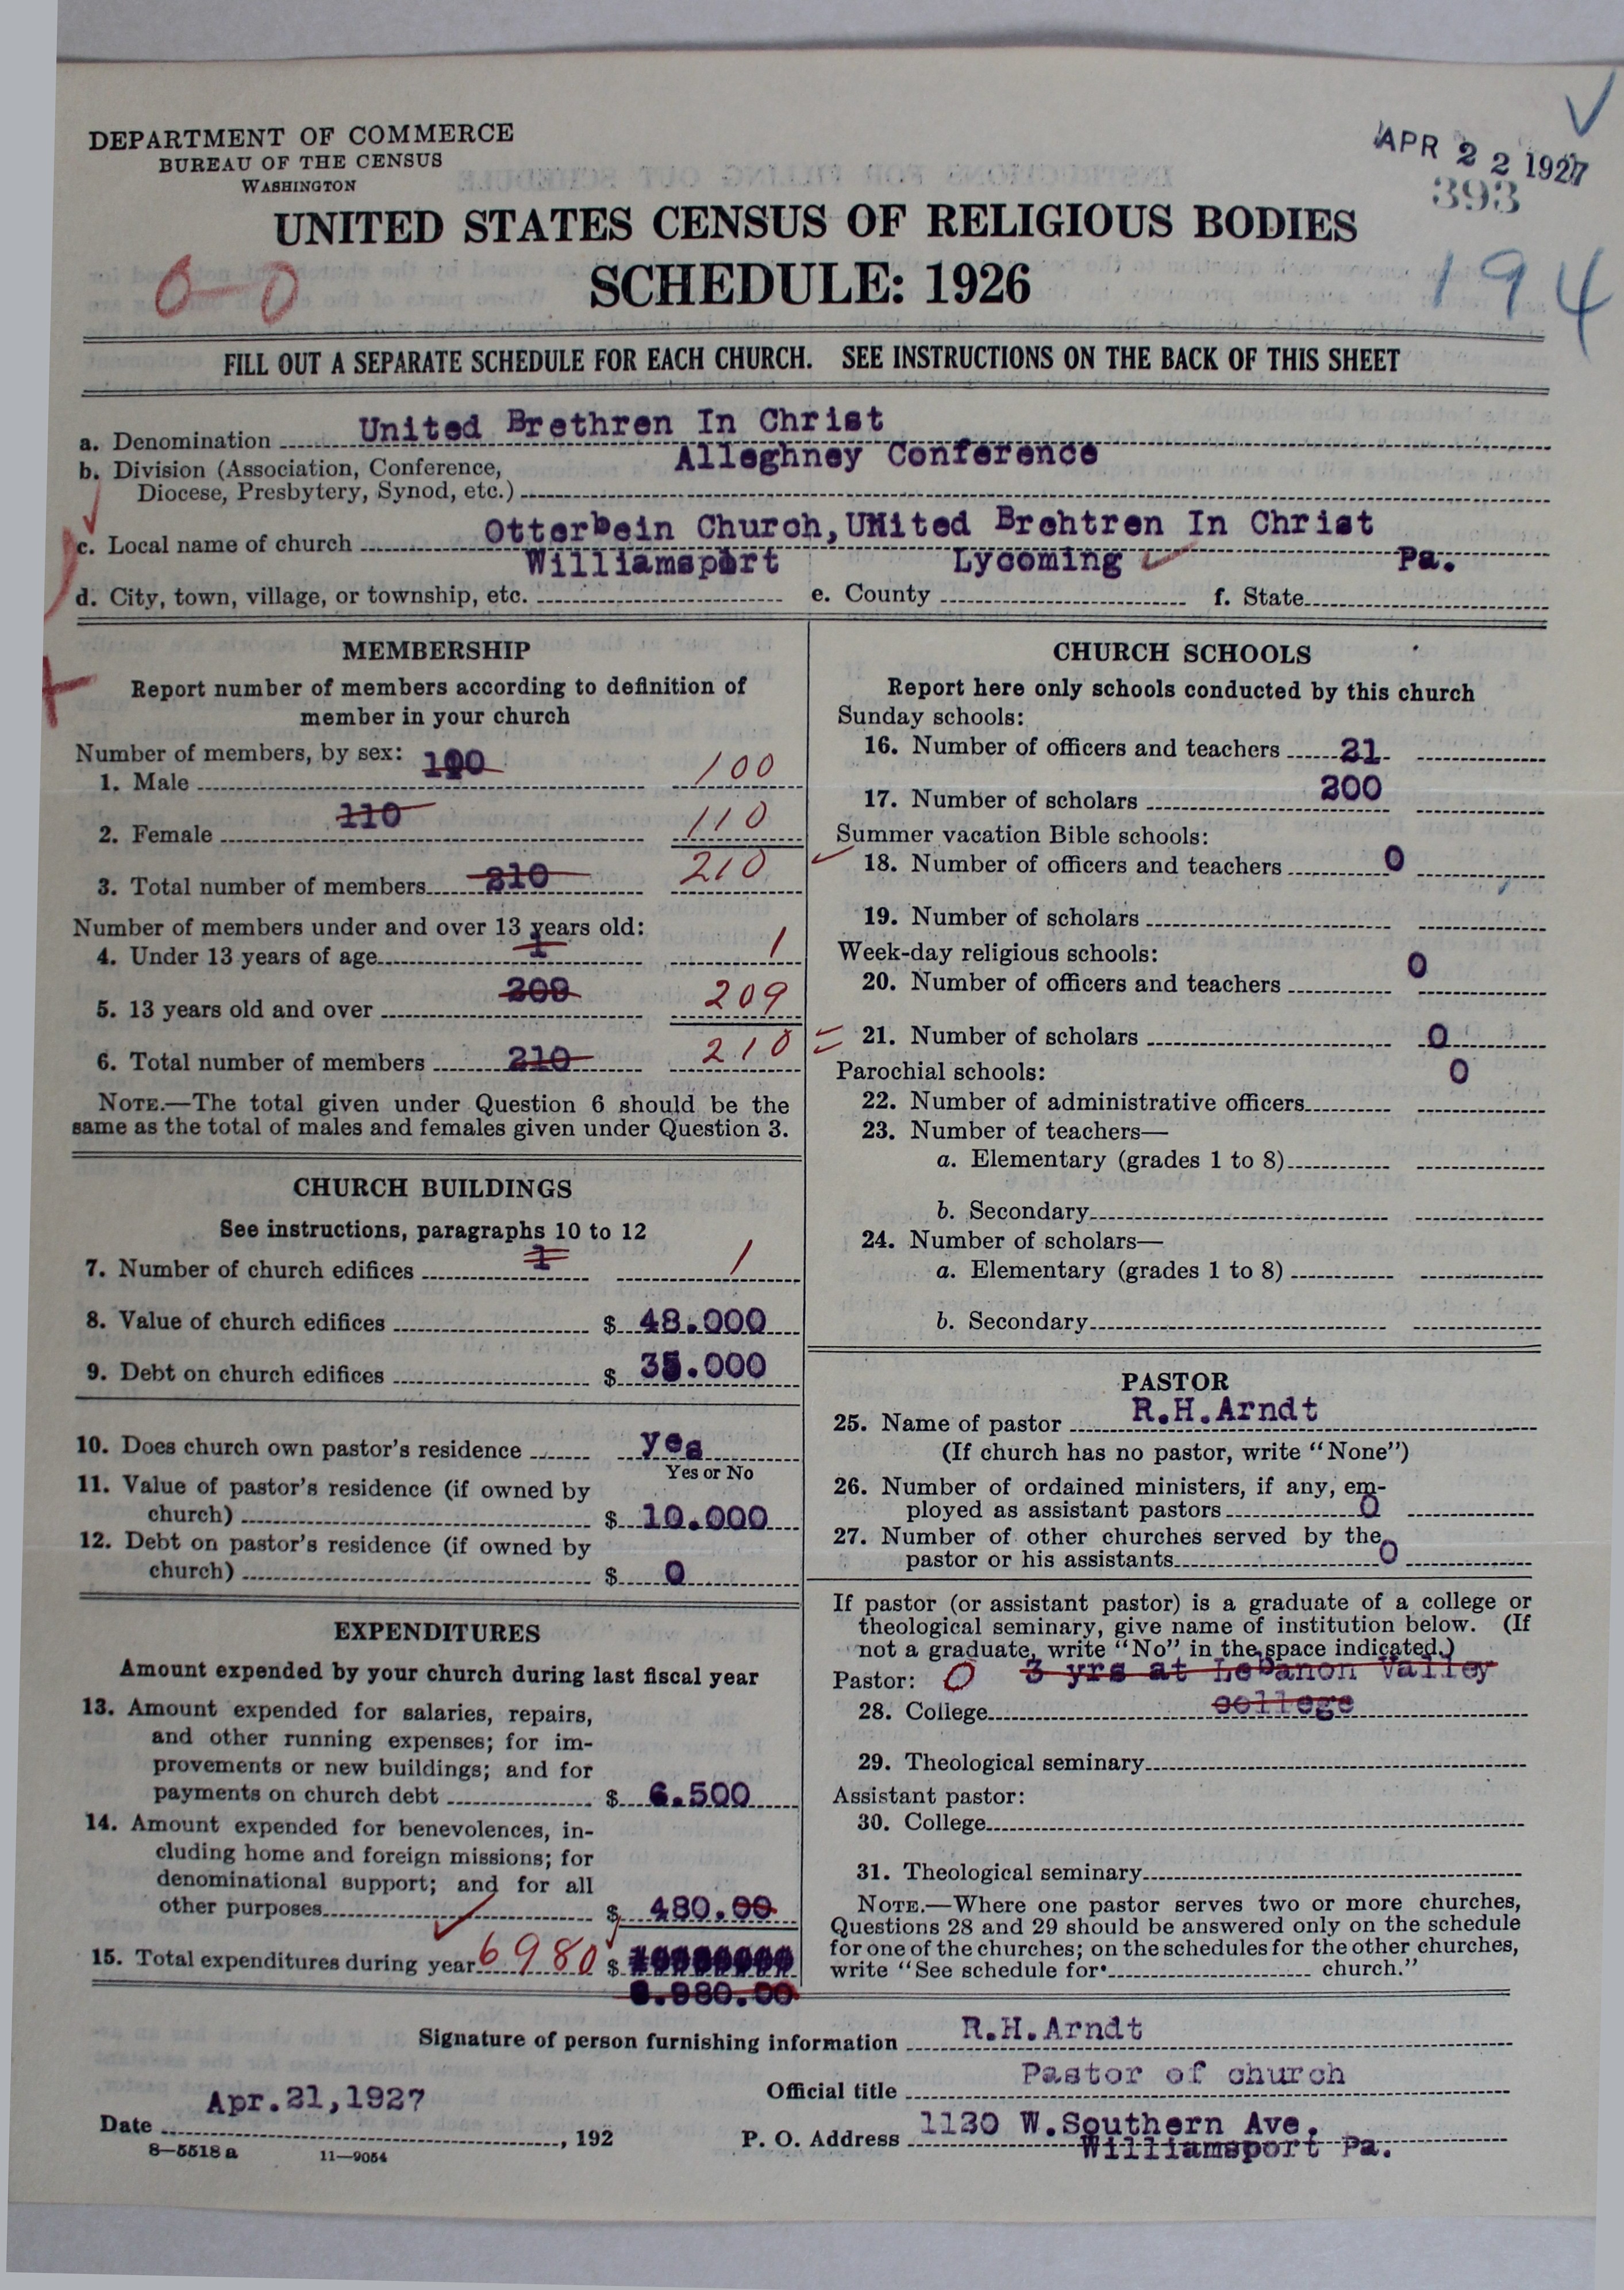 DEPARTMENT OF COMMERCE
BUREAU OF THE CENSUS
WASHINGTON
APR 22 1927
393
UNITED STATES CENSUS OF RELIGIOUS BODIES
SCHEDULE: 1926
0-0
194
FILL OUT A SEPARATE SCHEDULE FOR EACH CHURCH. SEE INSTRUCTIONS ON THE BACK OF THIS SHEET
a. Denomination United Brethren In Christ
b. Division (Association, Conference, Alleghney Conference
Diocese, Presbytery, Synod, etc.)
c. Local name of church Otterbein Church, UNited Brehtren In Christ
d. City, town, village, or township, etc. Williamsport e. County Lycoming f. State Pa.
MEMBERSHIP
Report number of members according to definition of
member in your church
Number of members, by sex:
1. Male 100 100
2. Female 110 110
3. Total number of members 210 210
Number of members under and over 13 years old:
4. Under 13 years of age 1 1
5. 13 years old and over 209 209
6. Total number of members 210 210
NOTE.—The total given under Question 6 should be the
same as the total of males and females given under Question 3.
CHURCH BUILDINGS
See instructions, paragraphs 10 to 12
7. Number of church edifices 1 1
8. Value of church edifices $ 48.000
9. Debt on church edifices $ 35.000
10. Does church own pastor's residence yes
Yes or No
11. Value of pastor's residence (if owned by
church) $ 10.000
12. Debt on pastor's residence (if owned by
church) $ 0
EXPENDITURES
Amount expended by your church during last fiscal year
13. Amount expended for salaries, repairs,
and other running expenses; for im-
provements or new buildings; and for
payments on church debt $ 6.500
14. Amount expended for benevolences, in-
cluding home and foreign missions; for
denominational support; and for all
other purposes $ 480.00
15. Total expenditures during year 6980 $
6.980.00
CHURCH SCHOOLS
Report here only schools conducted by this church
Sunday schools:
16. Number of officers and teachers 21
17. Number of scholars 200
Summer vacation Bible schools:
18. Number of officers and teachers 0
19. Number of scholars
Week-day religious schools:
20. Number of officers and teachers 0
21. Number of scholars 0
Parochial schools: 0
22. Number of administrative officers
23. Number of teachers—
a. Elementary (grades 1 to 8)
b. Secondary
24. Number of scholars—
a. Elementary (grades 1 to 8)
b. Secondary
PASTOR
25. Name of pastor R.H.Arndt
(If church has no pastor, write "None")
26. Number of ordained ministers, if any, em-
ployed as assistant pastors 0
27. Number of other churches served by the
pastor or his assistants 0
If pastor (or assistant pastor) is a graduate of a college or
theological seminary, give name of institution below. (If
not a graduate, write "No" in the space indicated.)
Pastor: 0 3 yrs at Lebanon Valley
28. College college
29. Theological seminary
Assistant pastor:
30. College
31. Theological seminary
NOTE.—Where one pastor serves two or more churches,
Questions 28 and 29 should be answered only on the schedule
for one of the churches; on the schedules for the other churches,
write "See schedule for church."
Signature of person furnishing information R.H.Arndt
Official title Pastor of church
Date Apr.21,1927 , 192 P. O. Address 1130 W.Southern Ave.
Williamsport Pa.
8—5518 a 11—9054